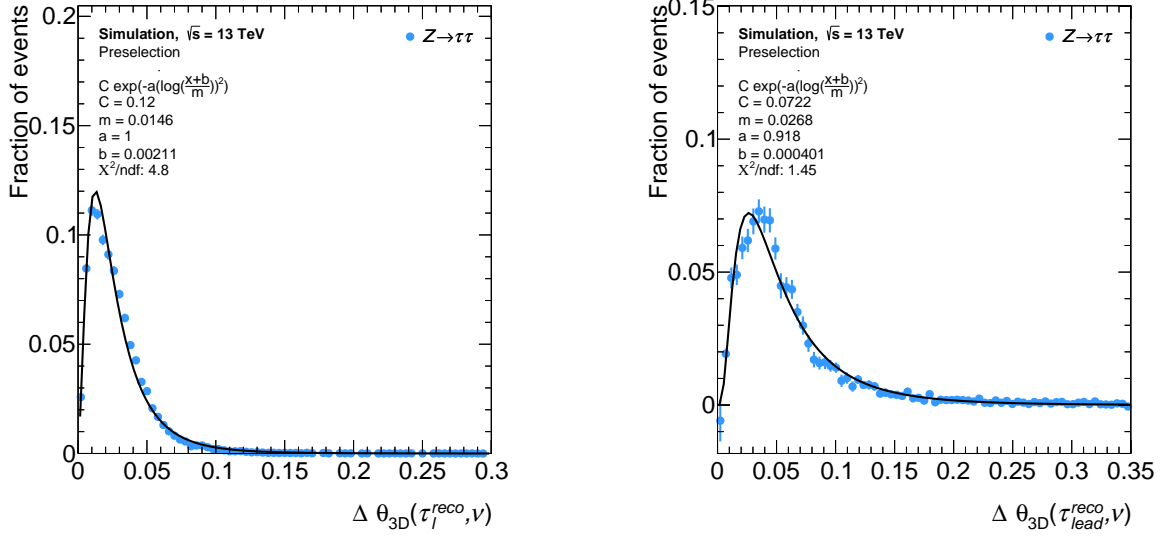 Fraction of events
Simulation, √s = 13 TeV
Preselection
Z→ττ
C exp(-a(log(x+b/m))²)
C = 0.12
m = 0.0146
a = 1
b = 0.00211
Χ²/ndf: 4.8
0.2
0.15
0.1
0.05
0
0 0.05 0.1 0.15 0.2 0.25 0.3
Δ θ3D(τ_l^reco,ν)
Fraction of events
Simulation, √s = 13 TeV
Preselection
Z→ττ
C exp(-a(log(x+b/m))²)
C = 0.0722
m = 0.0268
a = 0.918
b = 0.000401
Χ²/ndf: 1.45
0.15
0.1
0.05
0
0 0.05 0.1 0.15 0.2 0.25 0.3 0.35
Δ θ3D(τ_lead^reco,ν)